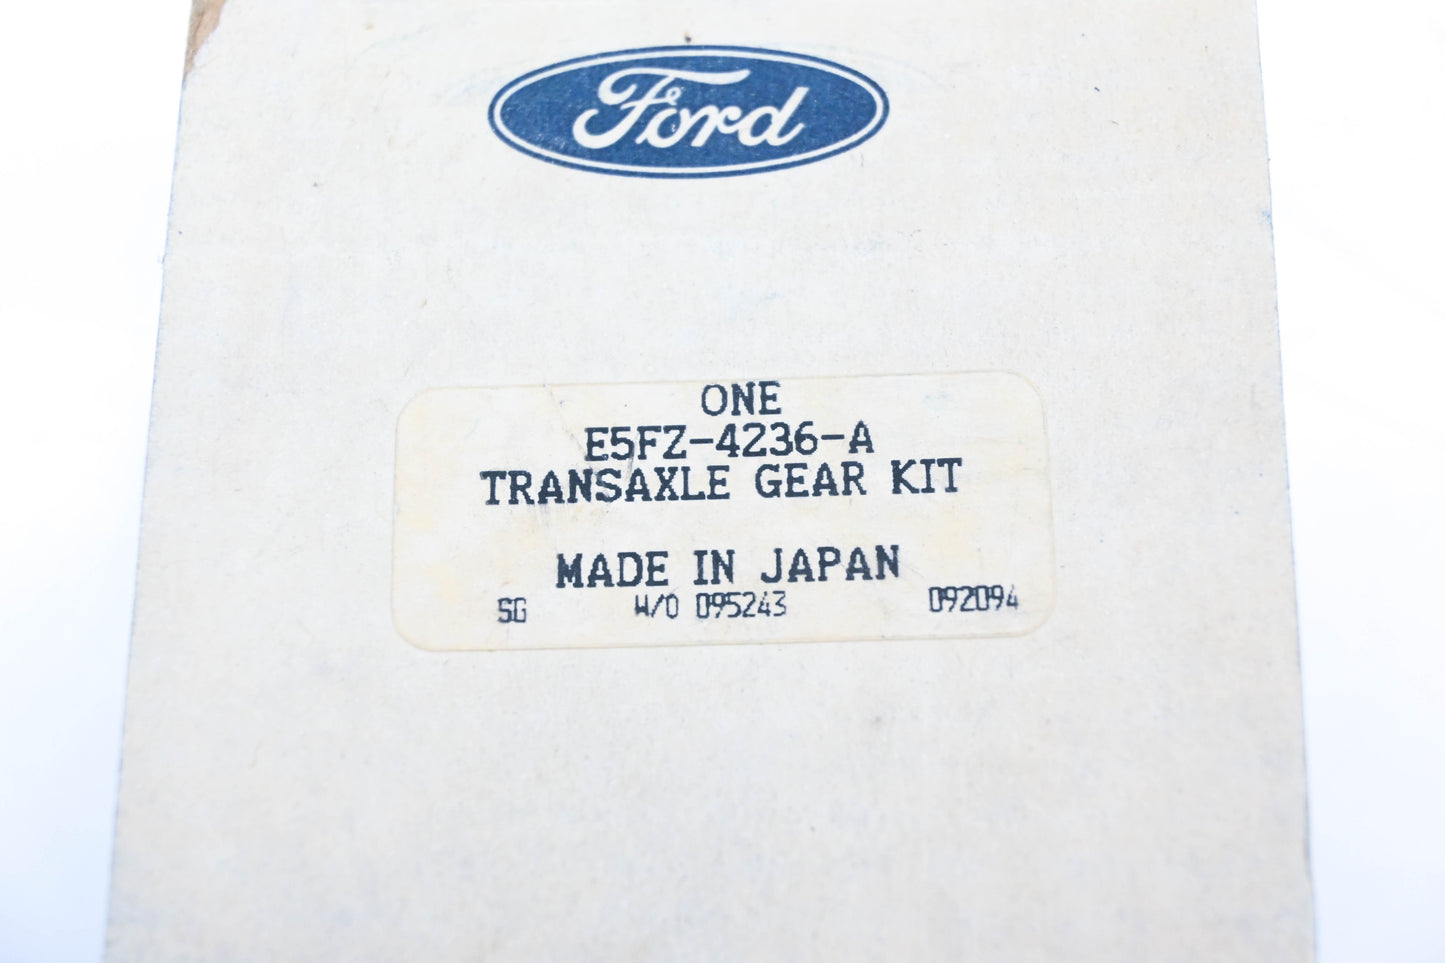 Ford
ONE
E5FZ-4236-A
TRANSAXLE GEAR KIT
MADE IN JAPAN
SG W/O 095243 092094